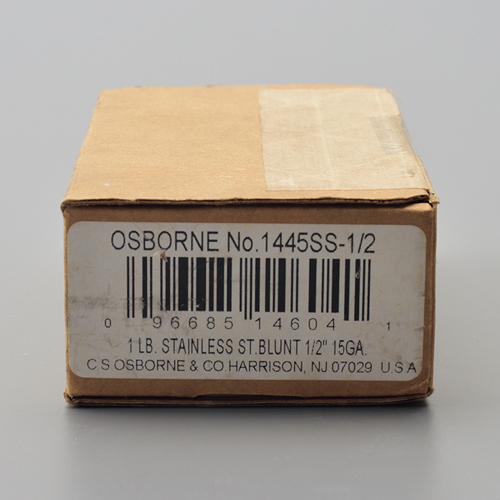 OSBORNE No.1445SS-1/2
0 96685 14604 1
1 LB. STAINLESS ST.BLUNT 1/2" 15GA.
C.S.OSBORNE & CO.HARRISON, NJ 07029 U.S.A